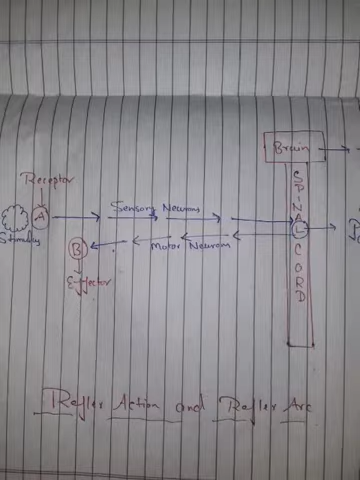 Brain
Receptor
Sensory Neurons
A
Stimulus
SPINAL
CORD
B
Motor Neurons
Effector
Reflex Action and Reflex Arc